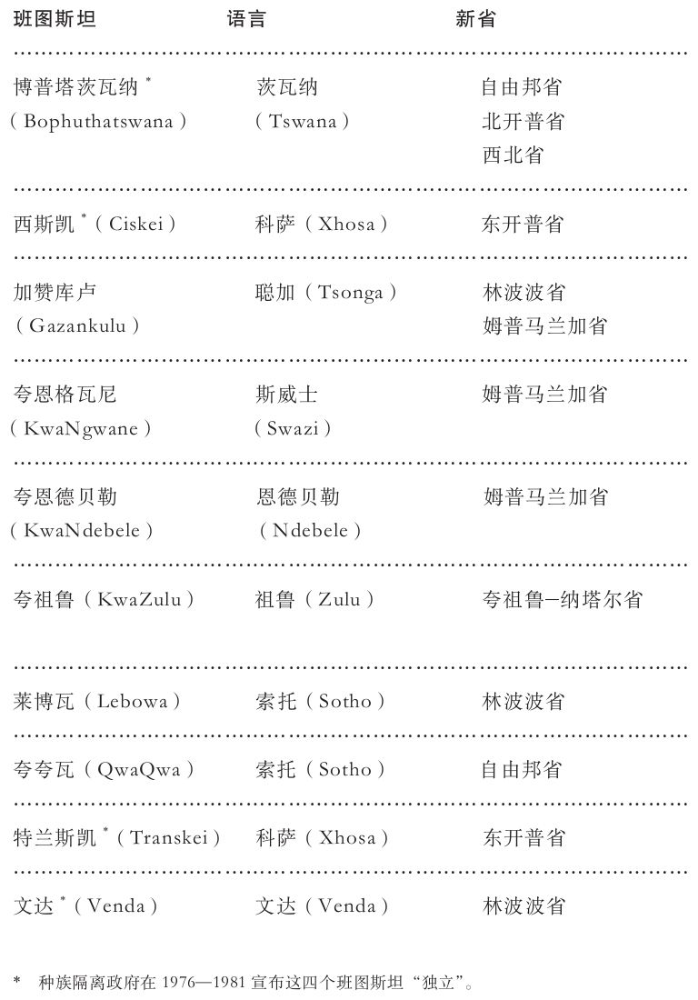 班图斯坦 语言 新省
博普塔茨瓦纳* 茨瓦纳 自由邦省
（Bophuthatswana） （Tswana） 北开普省
西北省
西斯凯*（Ciskei） 科萨（Xhosa） 东开普省
加赞库卢 聪加（Tsonga） 林波波省
（Gazankulu） 姆普马兰加省
夸恩格瓦尼 斯威士 姆普马兰加省
（KwaNgwane） （Swazi）
夸恩德贝勒 恩德贝勒 姆普马兰加省
（KwaNdebele） （Ndebele）
夸祖鲁（KwaZulu） 祖鲁（Zulu） 夸祖鲁—纳塔尔省
莱博瓦（Lebowa） 索托（Sotho） 林波波省
夸夸瓦（QwaQwa） 索托（Sotho） 自由邦省
特兰斯凯*（Transkei） 科萨（Xhosa） 东开普省
文达*（Venda） 文达（Venda） 林波波省
* 种族隔离政府在 1976—1981 宣布这四个班图斯坦“独立”。